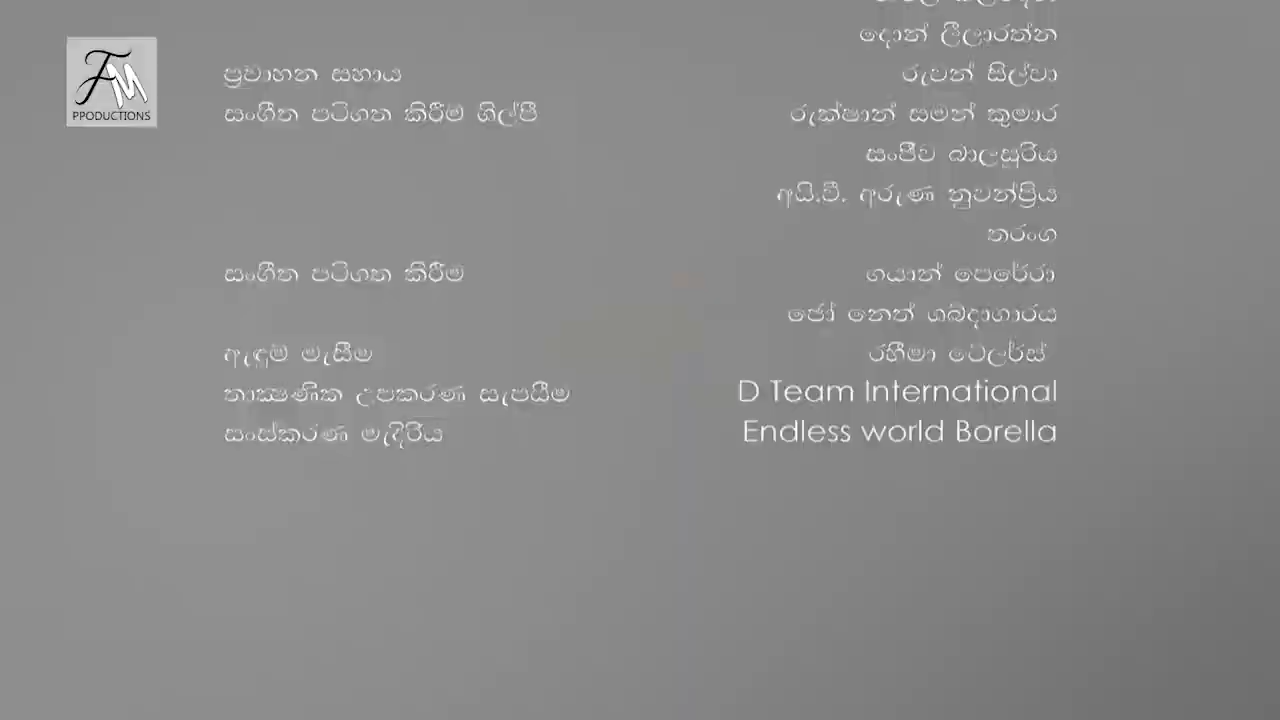 දොන් ලීලාරත්න
FM
PPODUCTIONS
ප්‍රවාහන සහාය රුවන් සිල්වා
සංගීත පටිගත කිරීම් ශිල්පී රුක්ෂාන් සමන් කුමාර
සංජීව බාලසූරිය
අයි.වී. අරුණ නුවන්ප්‍රිය
තරංග
සංගීත පටිගත කිරීම් ගයාන් පෙරේරා
ජෝ නෙත් ශබ්දාගාරය
ඇඳුම් මැසීම රහීමා ටේලර්ස්
තාක්‍ෂණික උපකරණ සැපයීම D Team International
සංස්කරණ මැදිරිය Endless world Borella